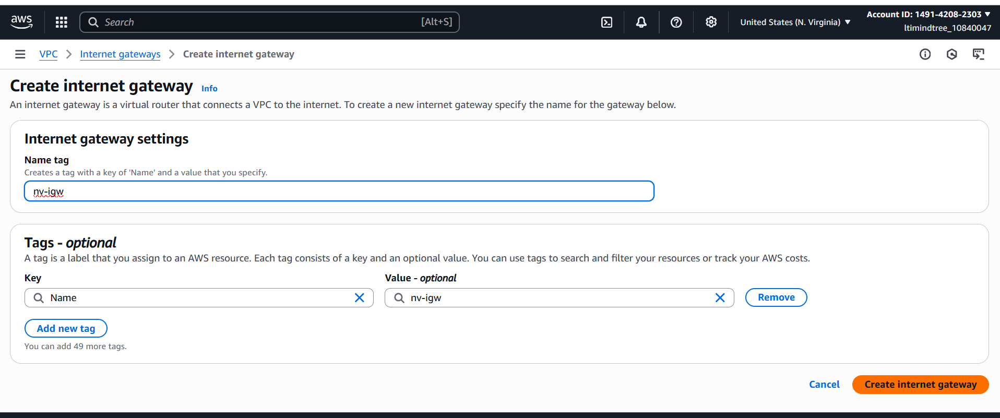 aws
Search [Alt+S]
United States (N. Virginia)
Account ID: 1491-4208-2303
ltimindtree_10840047
VPC > Internet gateways > Create internet gateway
Create internet gateway Info
An internet gateway is a virtual router that connects a VPC to the internet. To create a new internet gateway specify the name for the gateway below.
Internet gateway settings
Name tag
Creates a tag with a key of 'Name' and a value that you specify.
nv-igw
Tags - optional
A tag is a label that you assign to an AWS resource. Each tag consists of a key and an optional value. You can use tags to search and filter your resources or track your AWS costs.
Key Value - optional
Name nv-igw Remove
Add new tag
You can add 49 more tags.
Cancel Create internet gateway